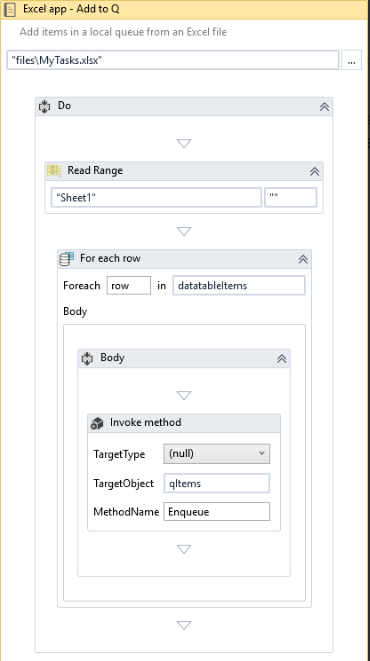 Excel app - Add to Q
Add items in a local queue from an Excel file
"files\MyTasks.xlsx"
...
Do
Read Range
"Sheet1" ""
For each row
Foreach row in datatableItems
Body
Body
Invoke method
TargetType (null)
TargetObject qItems
MethodName Enqueue